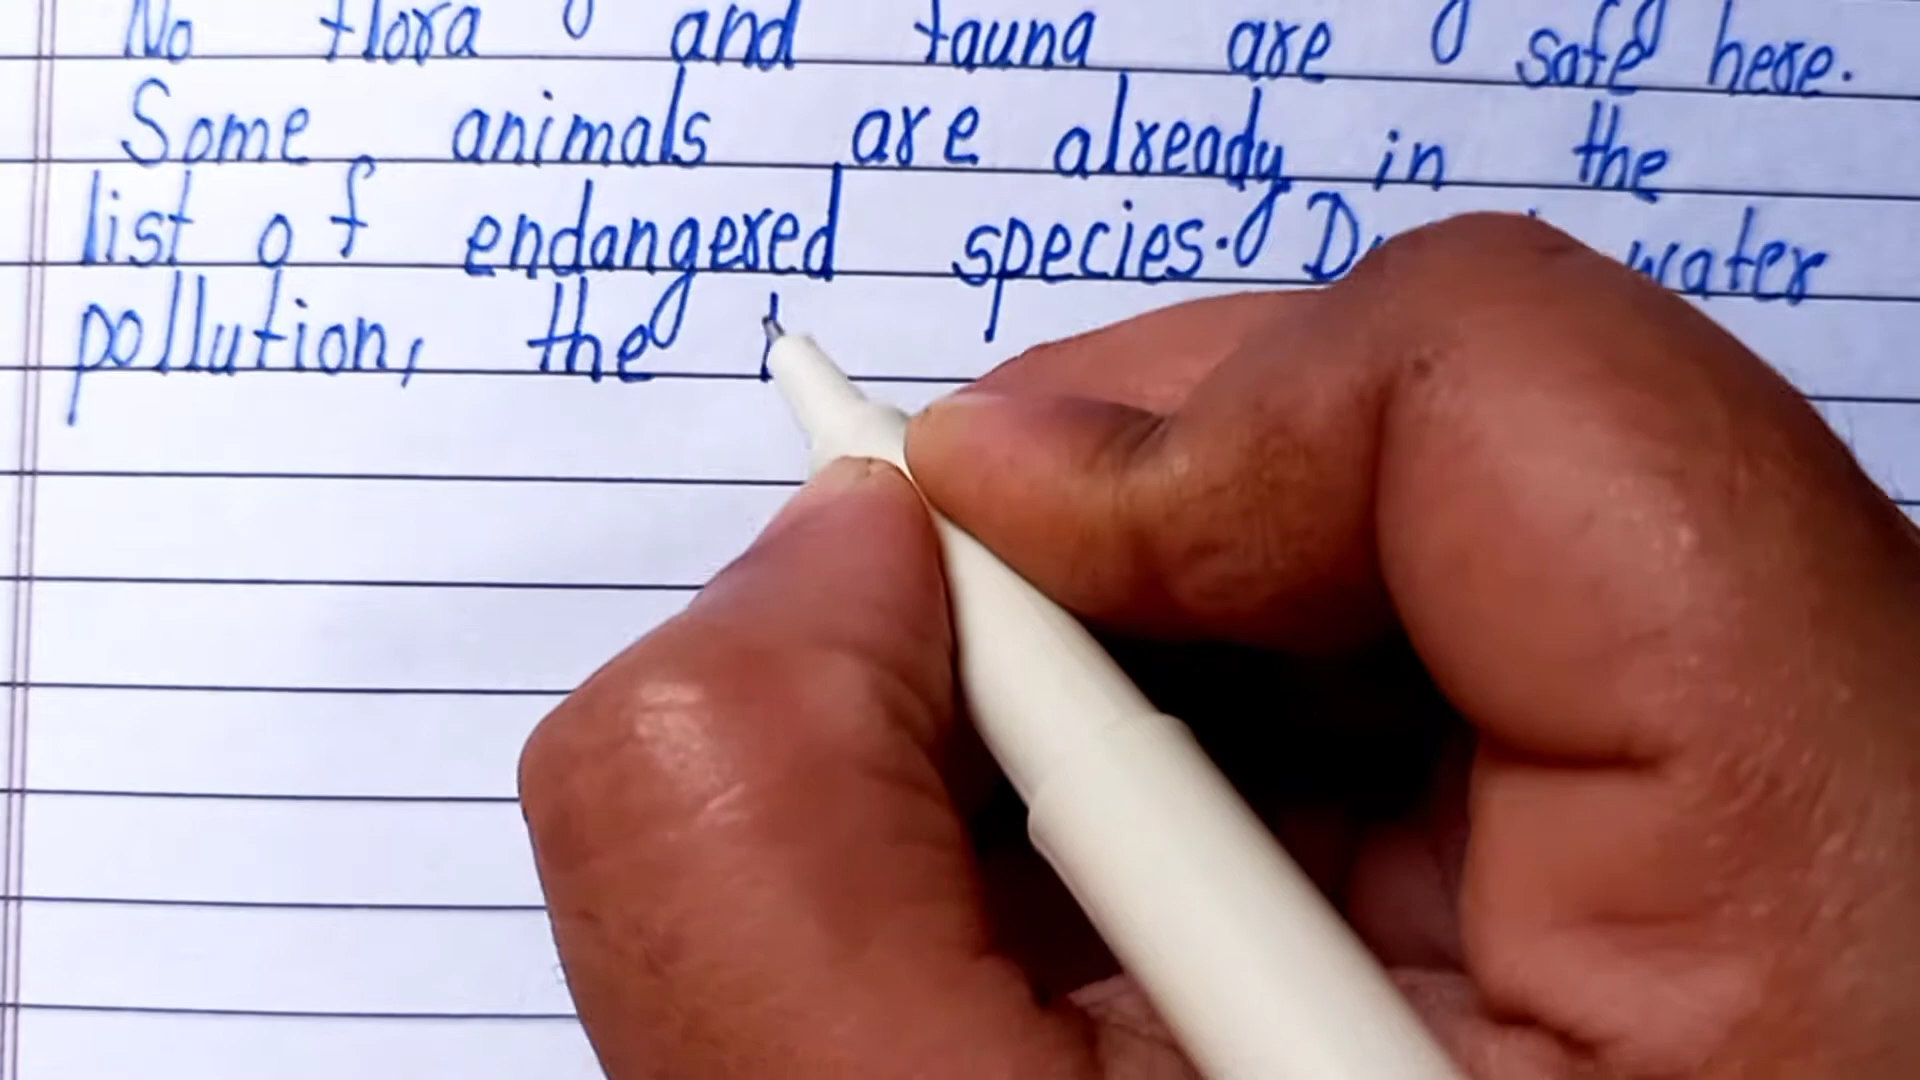 No flora and fauna are safe here.
Some animals are already in the
list of endangered species. water
pollution, the